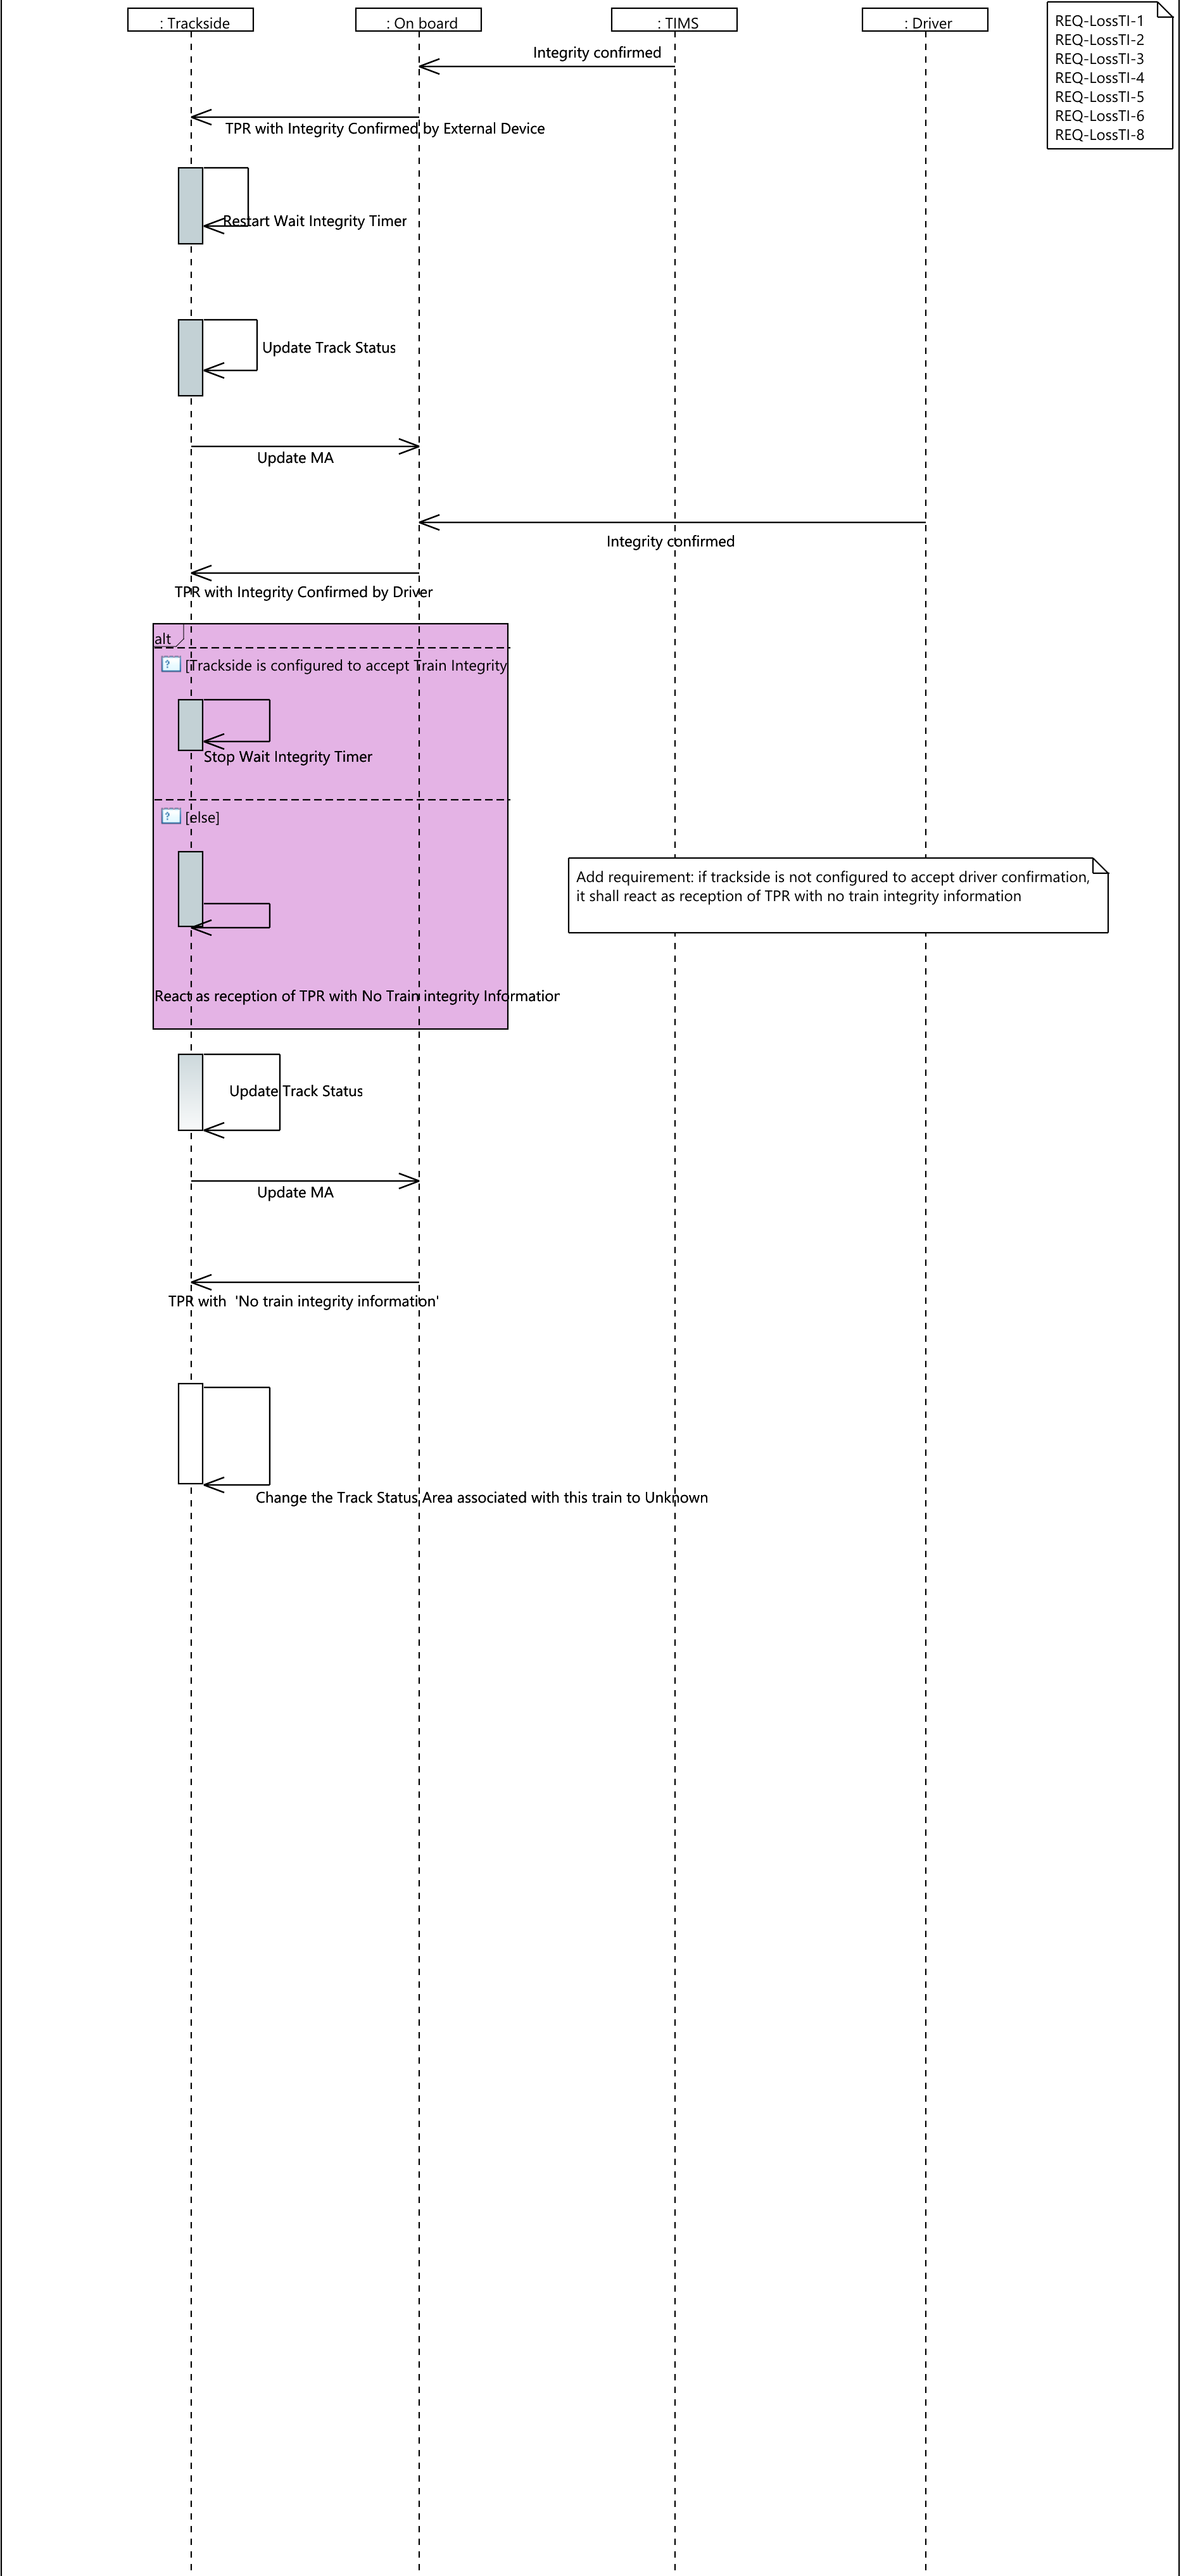 : Trackside
: On board
: TIMS
: Driver
REQ-LossTI-1
REQ-LossTI-2
REQ-LossTI-3
REQ-LossTI-4
REQ-LossTI-5
REQ-LossTI-6
REQ-LossTI-8
Integrity confirmed
TPR with Integrity Confirmed by External Device
Restart Wait Integrity Timer
Update Track Status
Update MA
Integrity confirmed
TPR with Integrity Confirmed by Driver
alt
? [Trackside is configured to accept Train Integrity
Stop Wait Integrity Timer
? [else]
Add requirement: if trackside is not configured to accept driver confirmation,
it shall react as reception of TPR with no train integrity information
React as reception of TPR with No Train integrity Information
Update Track Status
Update MA
TPR with 'No train integrity information'
Change the Track Status Area associated with this train to Unknown